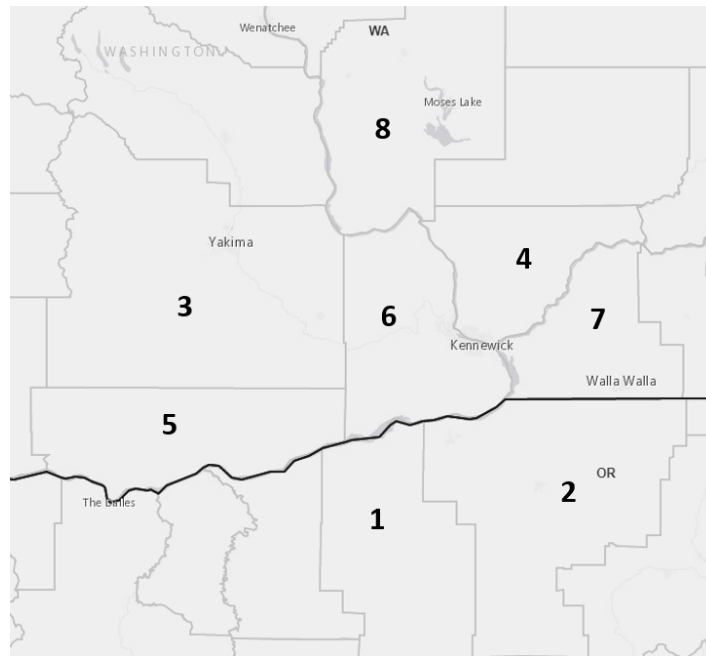 Wenatchee
WA
WASHINGTON
Moses Lake
8
Yakima
4
3
6
7
Kennewick
Walla Walla
5
OR
2
The Dalles
1